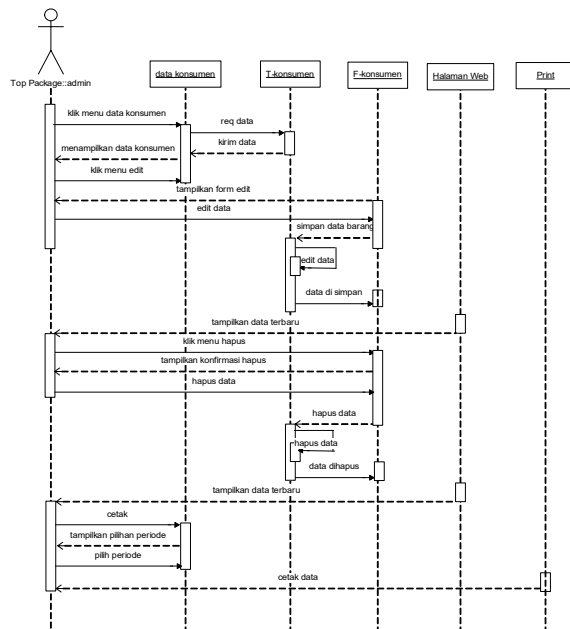 Top Package::admin
data konsumen
T-konsumen
F-konsumen
Halaman Web
Print
klik menu data konsumen
req data
kirim data
menampilkan data konsumen
klik menu edit
tampilkan form edit
edit data
simpan data barang
edit data
data di simpan
tampilkan data terbaru
klik menu hapus
tampilkan konfirmasi hapus
hapus data
hapus data
hapus data
data dihapus
tampilkan data terbaru
cetak
tampilkan pilihan periode
pilih periode
cetak data